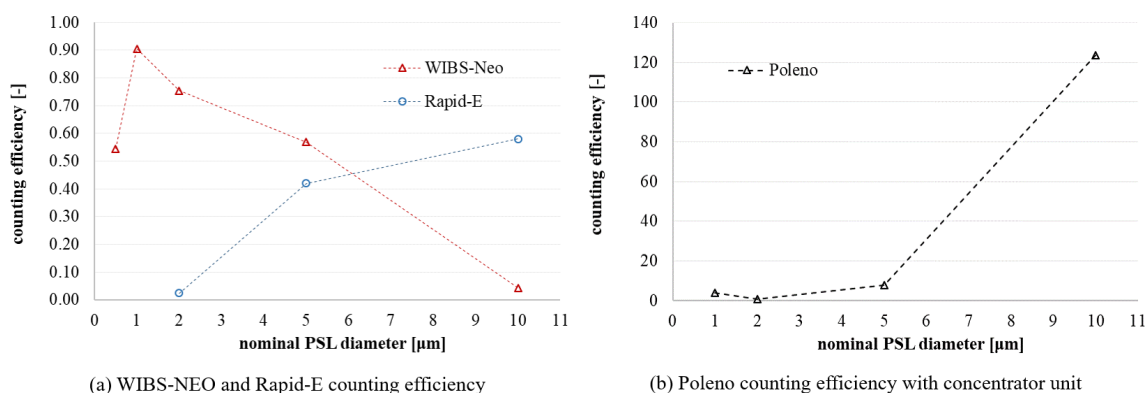 counting efficiency [-]
1.00
0.90
0.80
0.70
0.60
0.50
0.40
0.30
0.20
0.10
0.00
WIBS-Neo
Rapid-E
0 1 2 3 4 5 6 7 8 9 10 11
nominal PSL diameter [µm]
(a) WIBS-NEO and Rapid-E counting efficiency
counting efficiency [-]
140
120
100
80
60
40
20
0
Poleno
0 1 2 3 4 5 6 7 8 9 10 11
nominal PSL diameter [µm]
(b) Poleno counting efficiency with concentrator unit